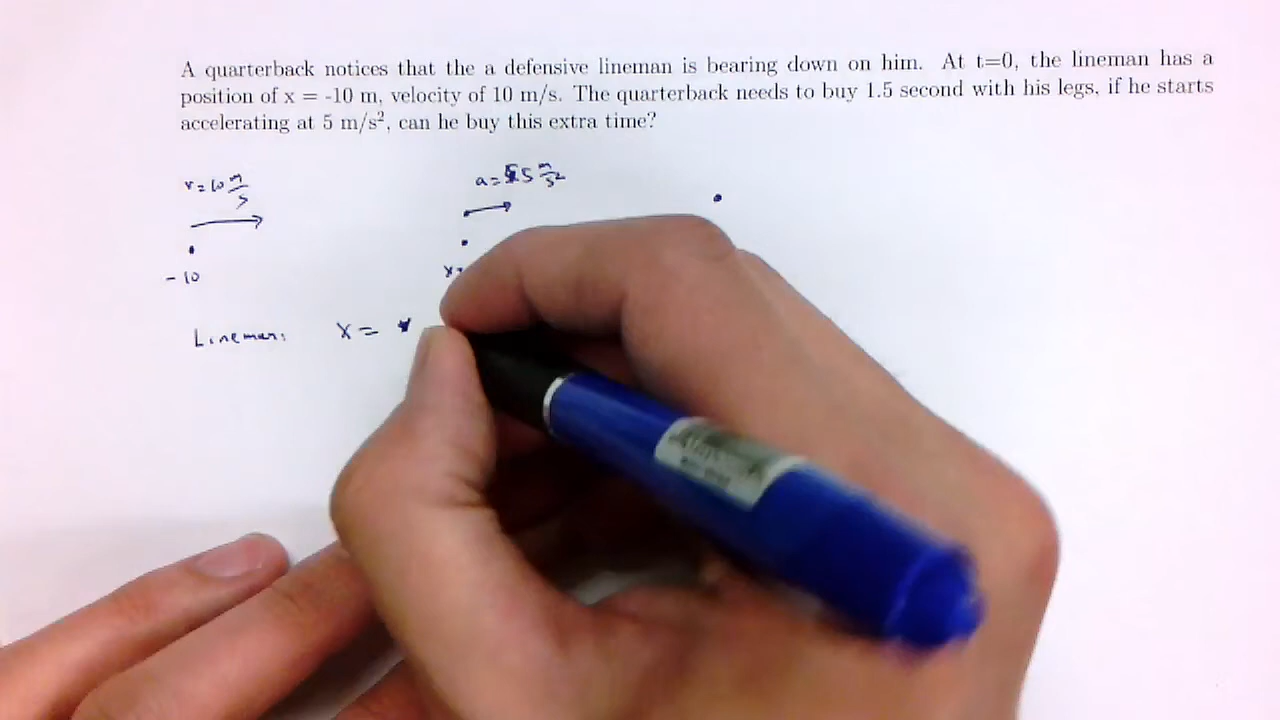 A quarterback notices that the a defensive lineman is bearing down on him. At t=0, the lineman has a
position of x = -10 m, velocity of 10 m/s. The quarterback needs to buy 1.5 second with his legs, if he starts
accelerating at 5 m/s², can he buy this extra time?
v=10 m/s
a= 5 m/s²
-10
x=
Lineman: x =